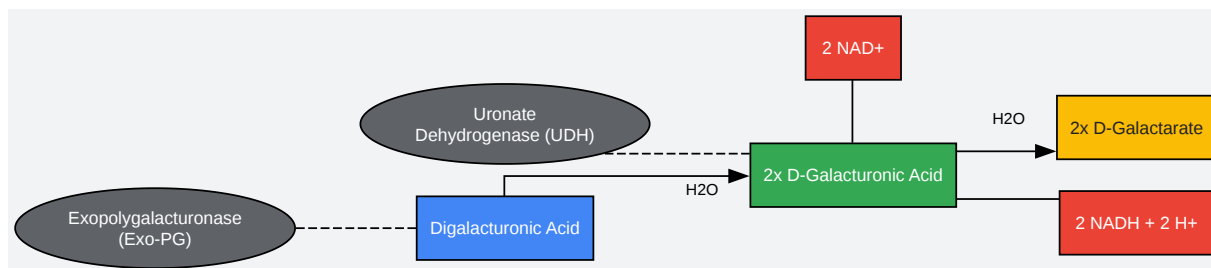 2 NAD+
Uronate
Dehydrogenase (UDH)
H2O
2x D-Galactarate
2x D-Galacturonic Acid
H2O
Exopolygalacturonase
(Exo-PG)
Digalacturonic Acid
2 NADH + 2 H+